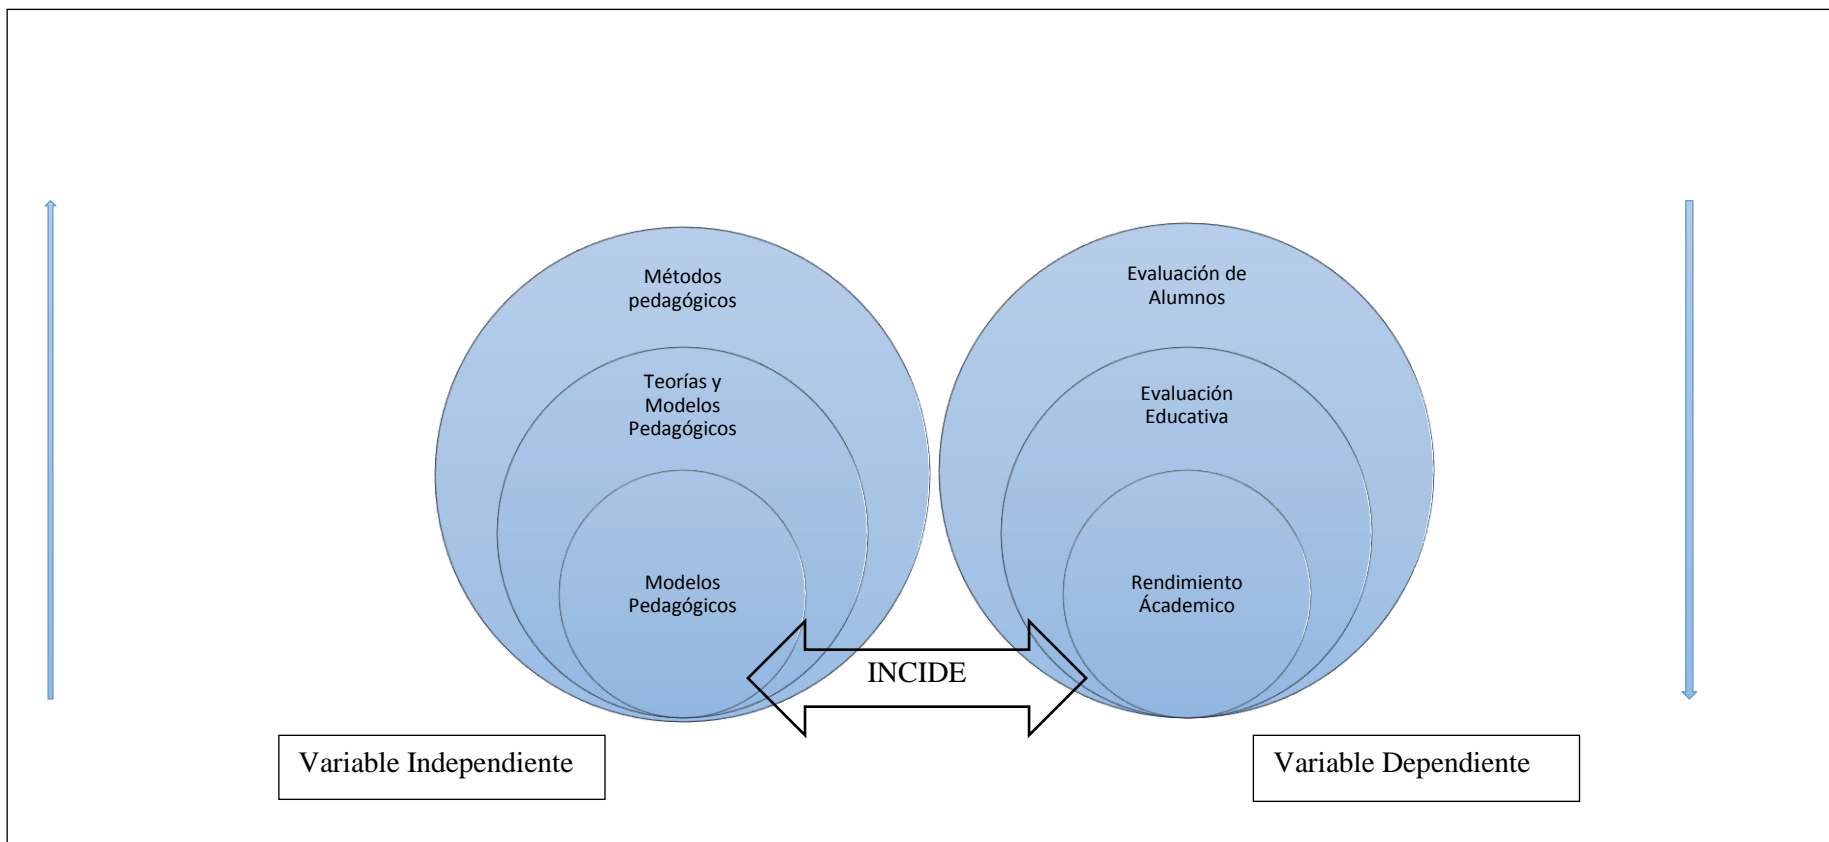 Métodos
pedagógicos
Teorías y
Modelos
Pedagógicos
Modelos
Pedagógicos
Evaluación de
Alumnos
Evaluación
Educativa
Rendimiento
Ácademico
INCIDE
Variable Independiente
Variable Dependiente